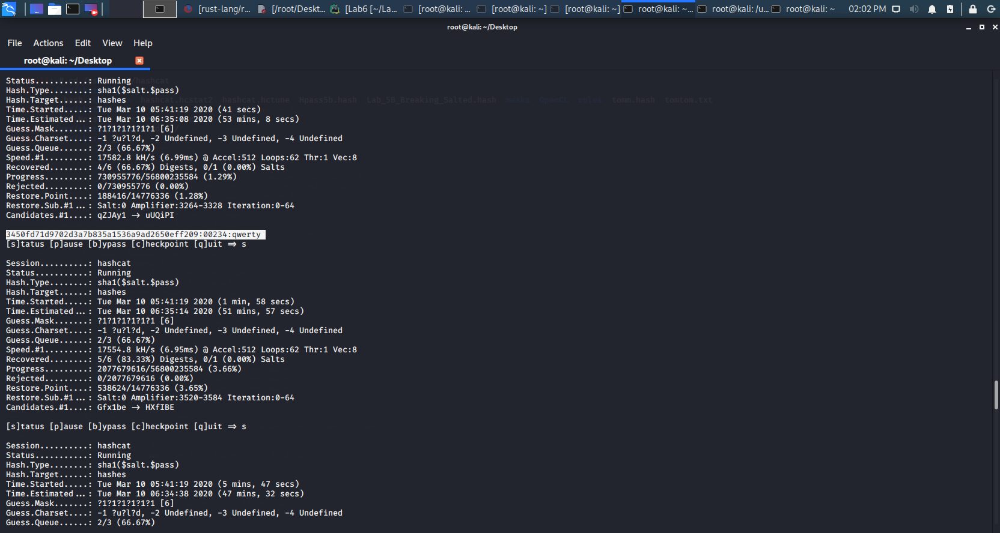 [rust-lang/r... [/root/Deskt... [Lab6 [~/La... [root@kali: ... [root@kali: ~] [root@kali: ~] root@kali: ~... root@kali: /u... root@kali: ~ 02:02 PM
root@kali: ~/Desktop
File Actions Edit View Help
root@kali: ~/Desktop
Status...........: Running
Hash.Type........: sha1($salt.$pass)
hashcat.hcstat2 hashcat.hctune Hpass5b.hash Lab_5B_Breaking_Salted.hash tomm.hash tomtom.txt
Hash.Target......: hashes
Time.Started.....: Tue Mar 10 05:41:19 2020 (41 secs)
Time.Estimated...: Tue Mar 10 06:35:08 2020 (53 mins, 8 secs)
Guess.Mask.......: ?1?1?1?1?1?1 [6]
Guess.Charset....: -1 ?u?l?d, -2 Undefined, -3 Undefined, -4 Undefined
Guess.Queue......: 2/3 (66.67%)
Speed.#1.........: 17582.8 kH/s (6.99ms) @ Accel:512 Loops:62 Thr:1 Vec:8
Recovered........: 4/6 (66.67%) Digests, 0/1 (0.00%) Salts
Progress.........: 730955776/56800235584 (1.29%)
Rejected.........: 0/730955776 (0.00%)
Restore.Point....: 188416/14776336 (1.28%)
Restore.Sub.#1...: Salt:0 Amplifier:3264-3328 Iteration:0-64
Candidates.#1....: qZJAy1 -> uUQiPI
3450fd71d9702d3a7b835a1536a9ad2650eff209:00234:qwerty
[s]tatus [p]ause [b]ypass [c]heckpoint [q]uit => s
Session..........: hashcat
Status...........: Running
Hash.Type........: sha1($salt.$pass)
Hash.Target......: hashes
Time.Started.....: Tue Mar 10 05:41:19 2020 (1 min, 58 secs)
Time.Estimated...: Tue Mar 10 06:35:14 2020 (51 mins, 57 secs)
Guess.Mask.......: ?1?1?1?1?1?1 [6]
Guess.Charset....: -1 ?u?l?d, -2 Undefined, -3 Undefined, -4 Undefined
Guess.Queue......: 2/3 (66.67%)
Speed.#1.........: 17554.8 kH/s (6.95ms) @ Accel:512 Loops:62 Thr:1 Vec:8
Recovered........: 5/6 (83.33%) Digests, 0/1 (0.00%) Salts
Progress.........: 2077679616/56800235584 (3.66%)
Rejected.........: 0/2077679616 (0.00%)
Restore.Point....: 538624/14776336 (3.65%)
Restore.Sub.#1...: Salt:0 Amplifier:3520-3584 Iteration:0-64
Candidates.#1....: Gfx1be -> HXfIBE
[s]tatus [p]ause [b]ypass [c]heckpoint [q]uit => s
Session..........: hashcat
Status...........: Running
Hash.Type........: sha1($salt.$pass)
Hash.Target......: hashes
Time.Started.....: Tue Mar 10 05:41:19 2020 (5 mins, 47 secs)
Time.Estimated...: Tue Mar 10 06:34:38 2020 (47 mins, 32 secs)
Guess.Mask.......: ?1?1?1?1?1?1 [6]
Guess.Charset....: -1 ?u?l?d, -2 Undefined, -3 Undefined, -4 Undefined
Guess.Queue......: 2/3 (66.67%)